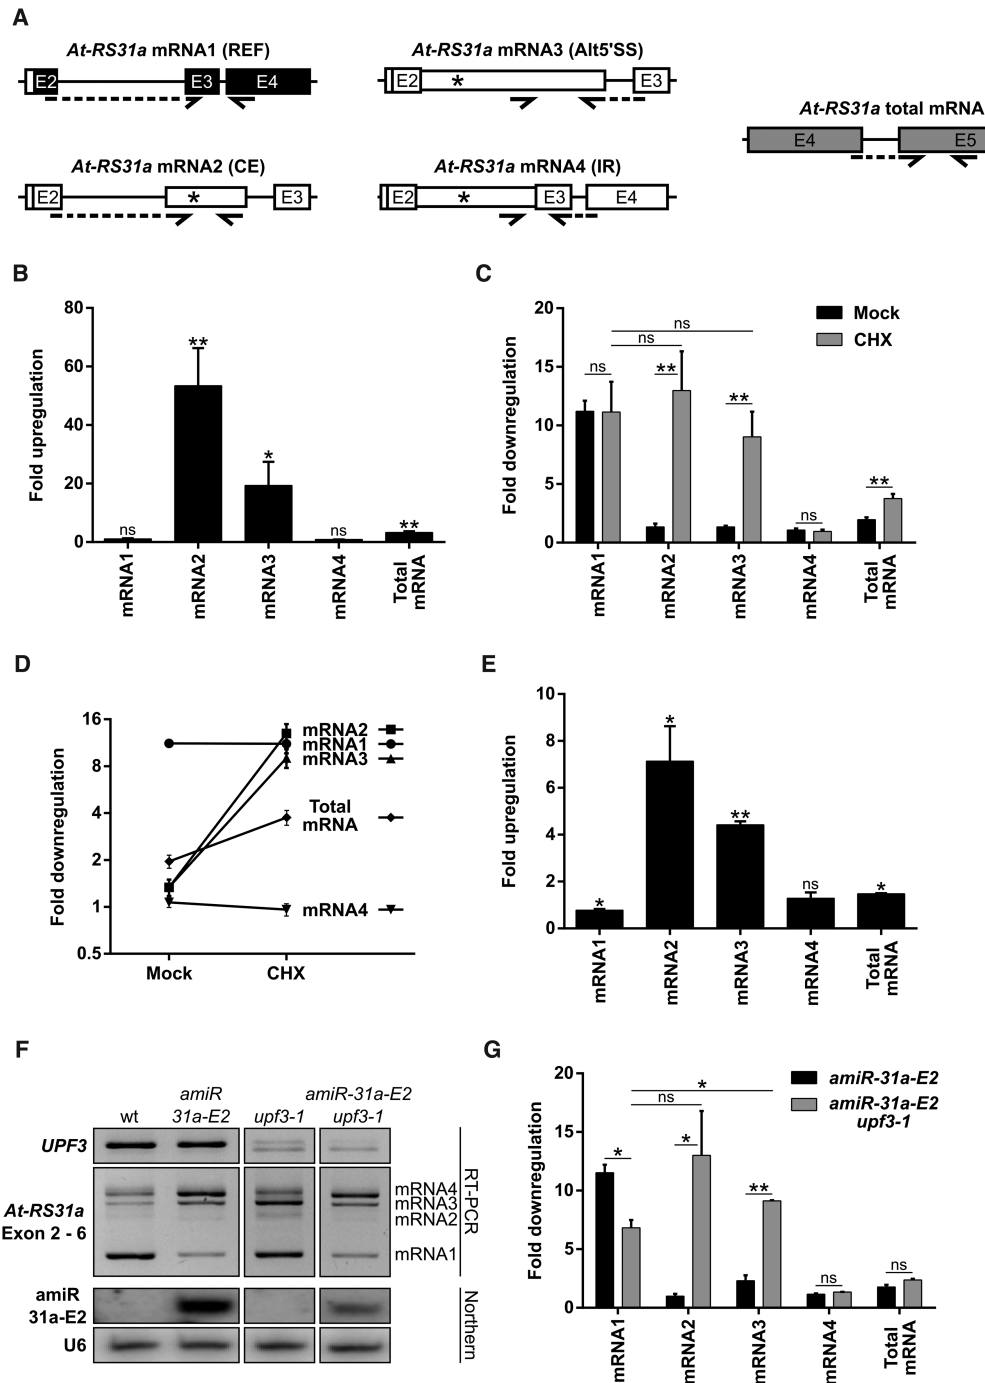 A
At-RS31a mRNA1 (REF)
E2 E3 E4
At-RS31a mRNA3 (Alt5'SS)
E2 * E3
At-RS31a total mRNA
E4 E5
At-RS31a mRNA2 (CE)
E2 * E3
At-RS31a mRNA4 (IR)
E2 * E3 E4
B
Fold upregulation
80
60
40
20
0
ns ** * ns **
mRNA1 mRNA2 mRNA3 mRNA4 Total mRNA
C
Fold downregulation
20
15
10
5
0
Mock
CHX
ns
ns
ns ** ** ns **
mRNA1 mRNA2 mRNA3 mRNA4 Total mRNA
D
Fold downregulation
16
8
4
2
1
0.5
mRNA2
mRNA1
mRNA3
Total
mRNA
mRNA4
Mock CHX
E
Fold upregulation
10
8
6
4
2
0
* * ** ns *
mRNA1 mRNA2 mRNA3 mRNA4 Total mRNA
F
wt amiR 31a-E2 upf3-1 amiR-31a-E2 upf3-1
UPF3
At-RS31a
Exon 2 - 6
mRNA4
mRNA3
mRNA2
mRNA1
RT-PCR
amiR
31a-E2
U6
Northern
G
Fold downregulation
20
15
10
5
0
amiR-31a-E2
amiR-31a-E2
upf3-1
*
ns
* * ** ns ns
mRNA1 mRNA2 mRNA3 mRNA4 Total mRNA